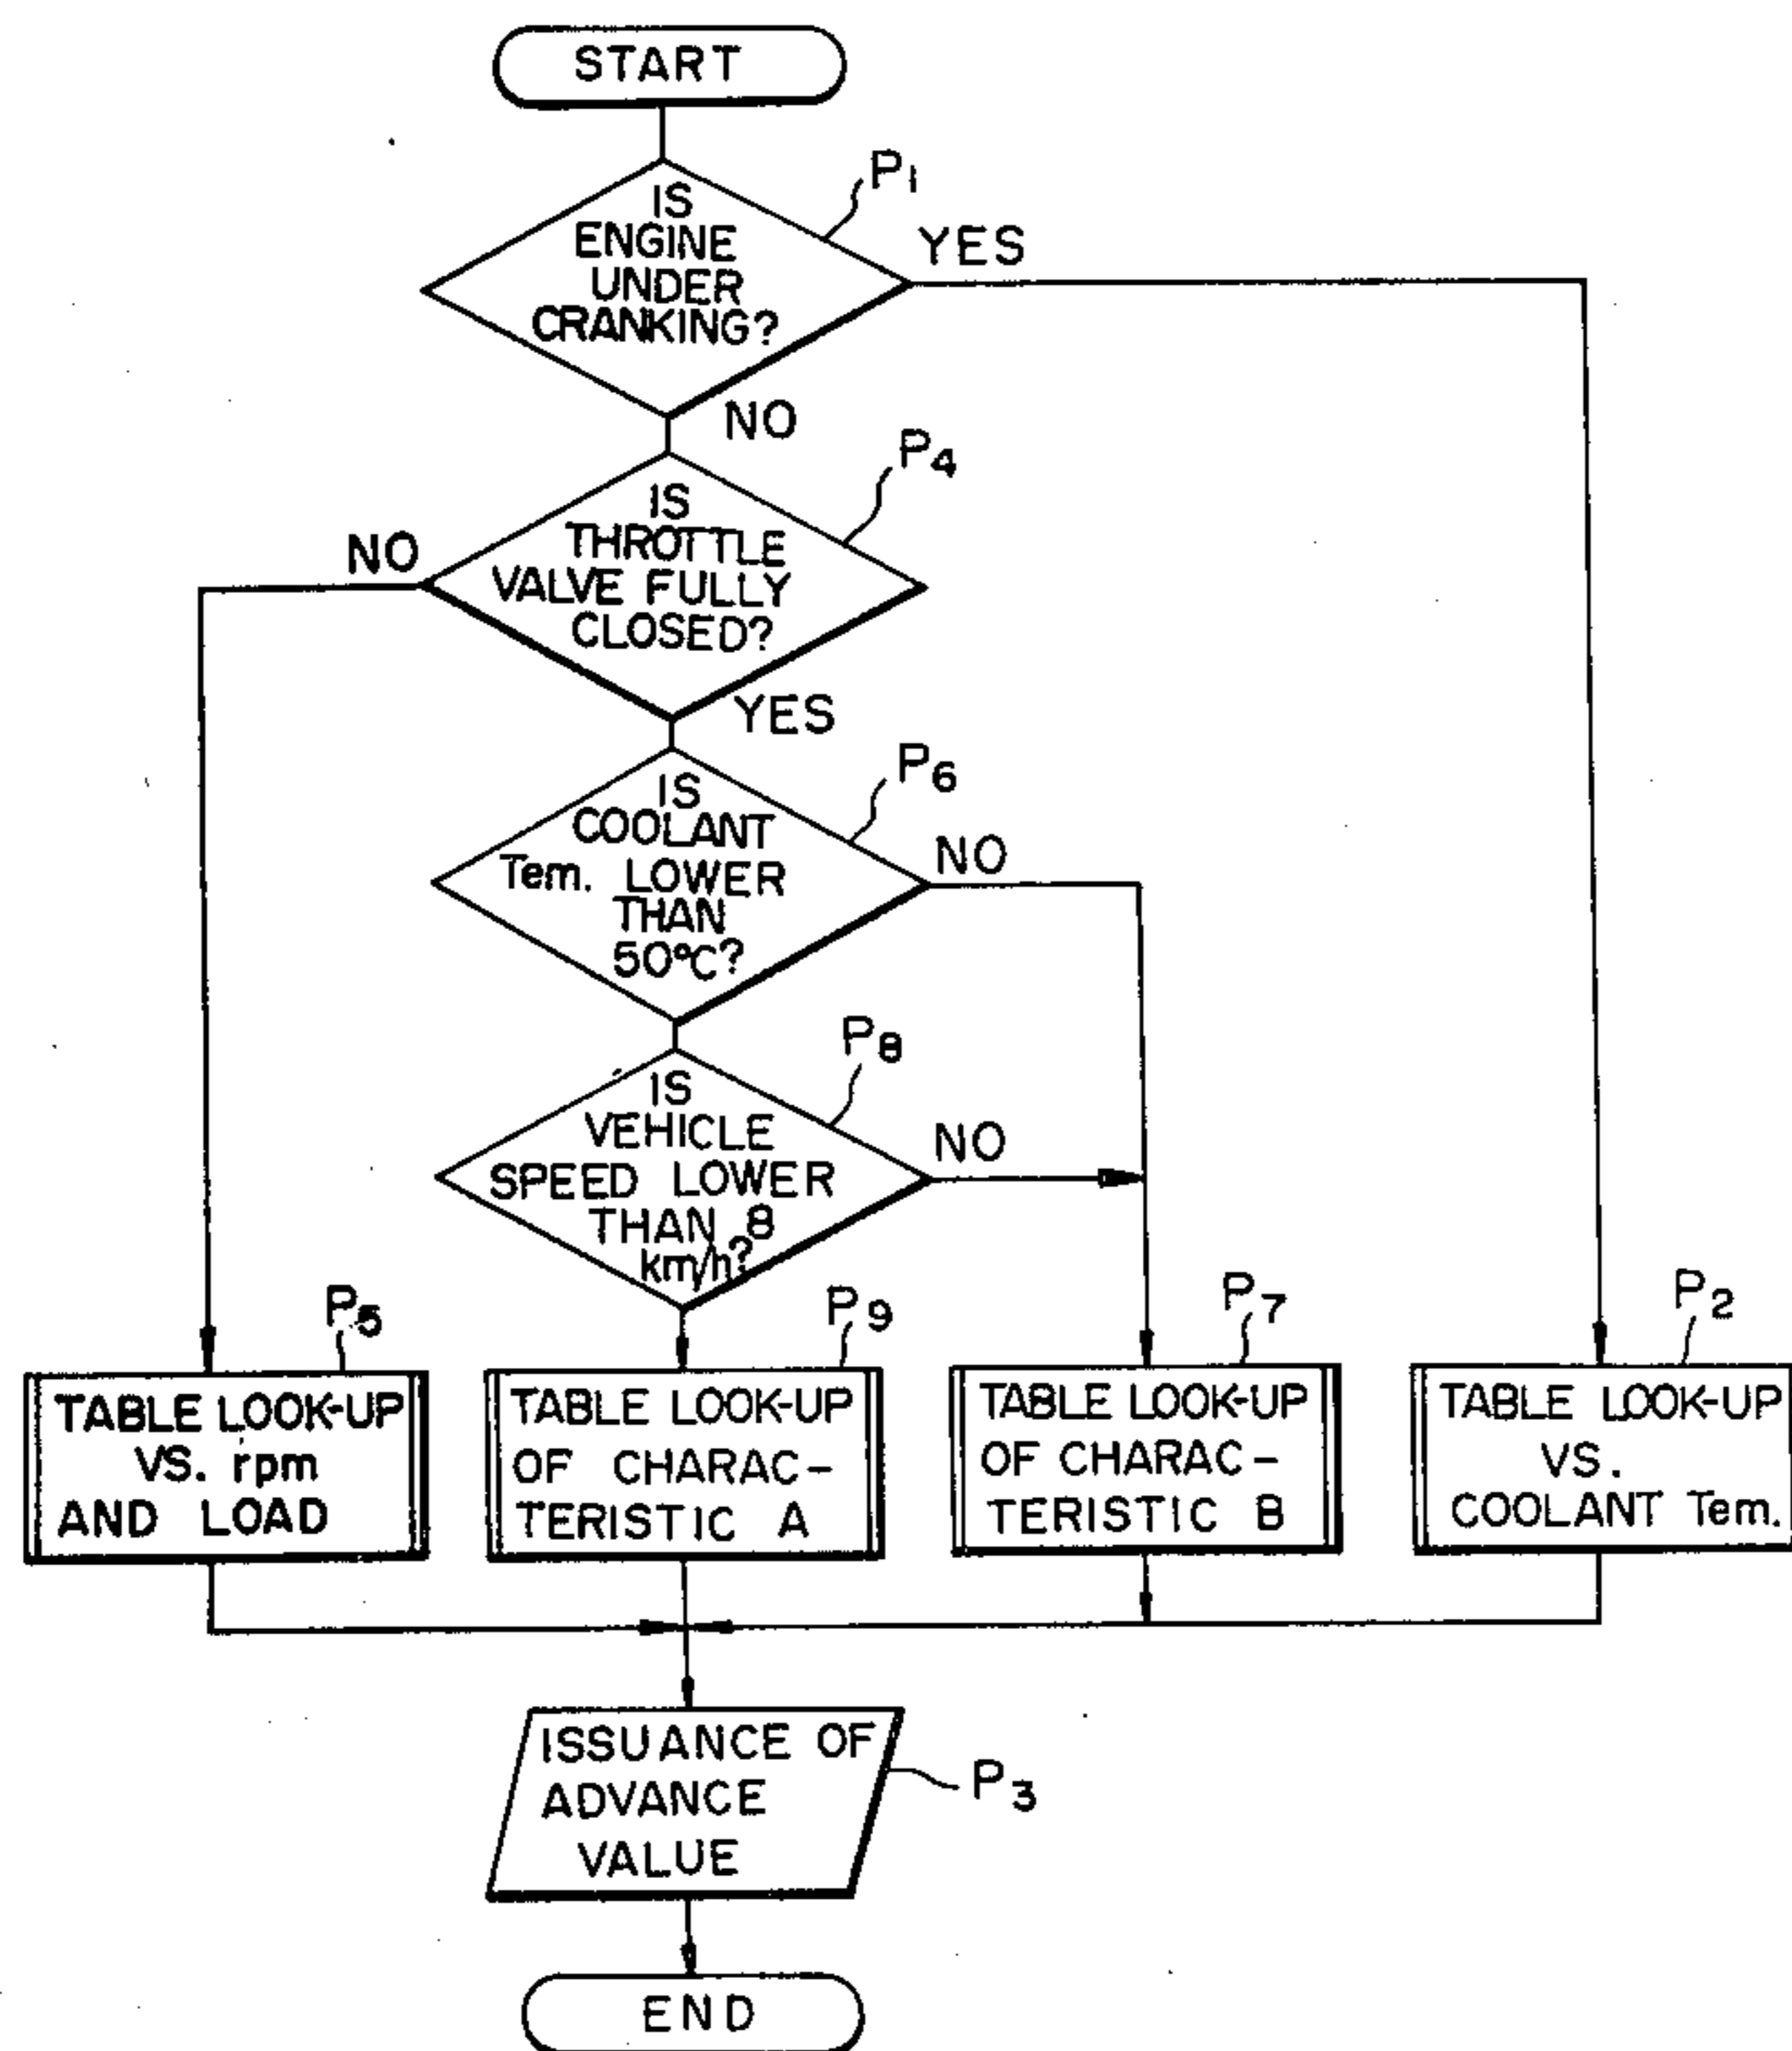 START
P1
IS
ENGINE
UNDER
CRANKING?
YES
NO
P4
IS
THROTTLE
VALVE FULLY
CLOSED?
NO
YES
P6
IS
COOLANT
Tem. LOWER
THAN
50°C?
NO
P8
IS
VEHICLE
SPEED LOWER
THAN 8
km/h?
NO
P5
TABLE LOOK-UP
VS. rpm
AND LOAD
P9
TABLE LOOK-UP
OF CHARAC-
TERISTIC A
P7
TABLE LOOK-UP
OF CHARAC-
TERISTIC B
P2
TABLE LOOK-UP
VS.
COOLANT Tem.
ISSUANCE OF
ADVANCE
VALUE
P3
END